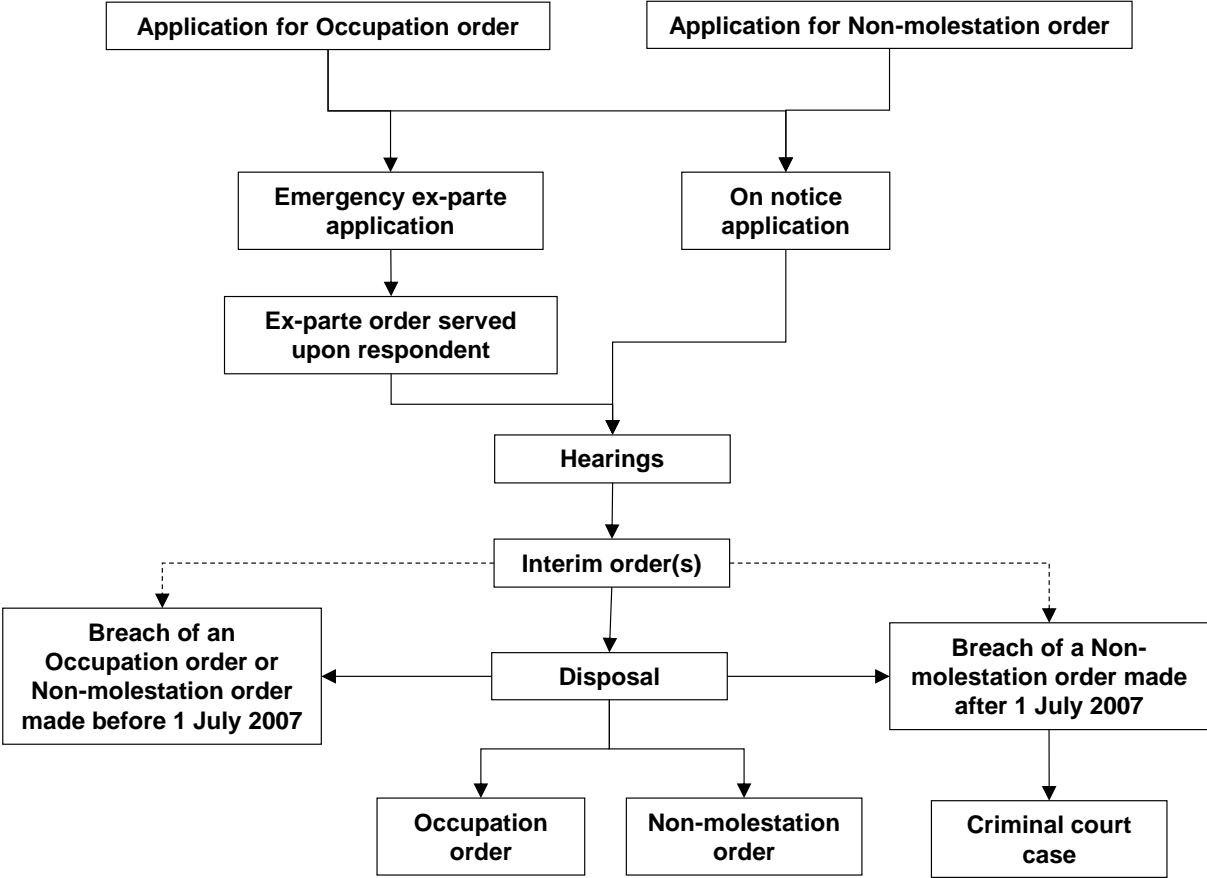 Application for Occupation order
Application for Non-molestation order
Emergency ex-parte
application
On notice
application
Ex-parte order served
upon respondent
Hearings
Interim order(s)
Breach of an
Occupation order or
Non-molestation order
made before 1 July 2007
Disposal
Breach of a Non-
molestation order made
after 1 July 2007
Occupation
order
Non-molestation
order
Criminal court
case